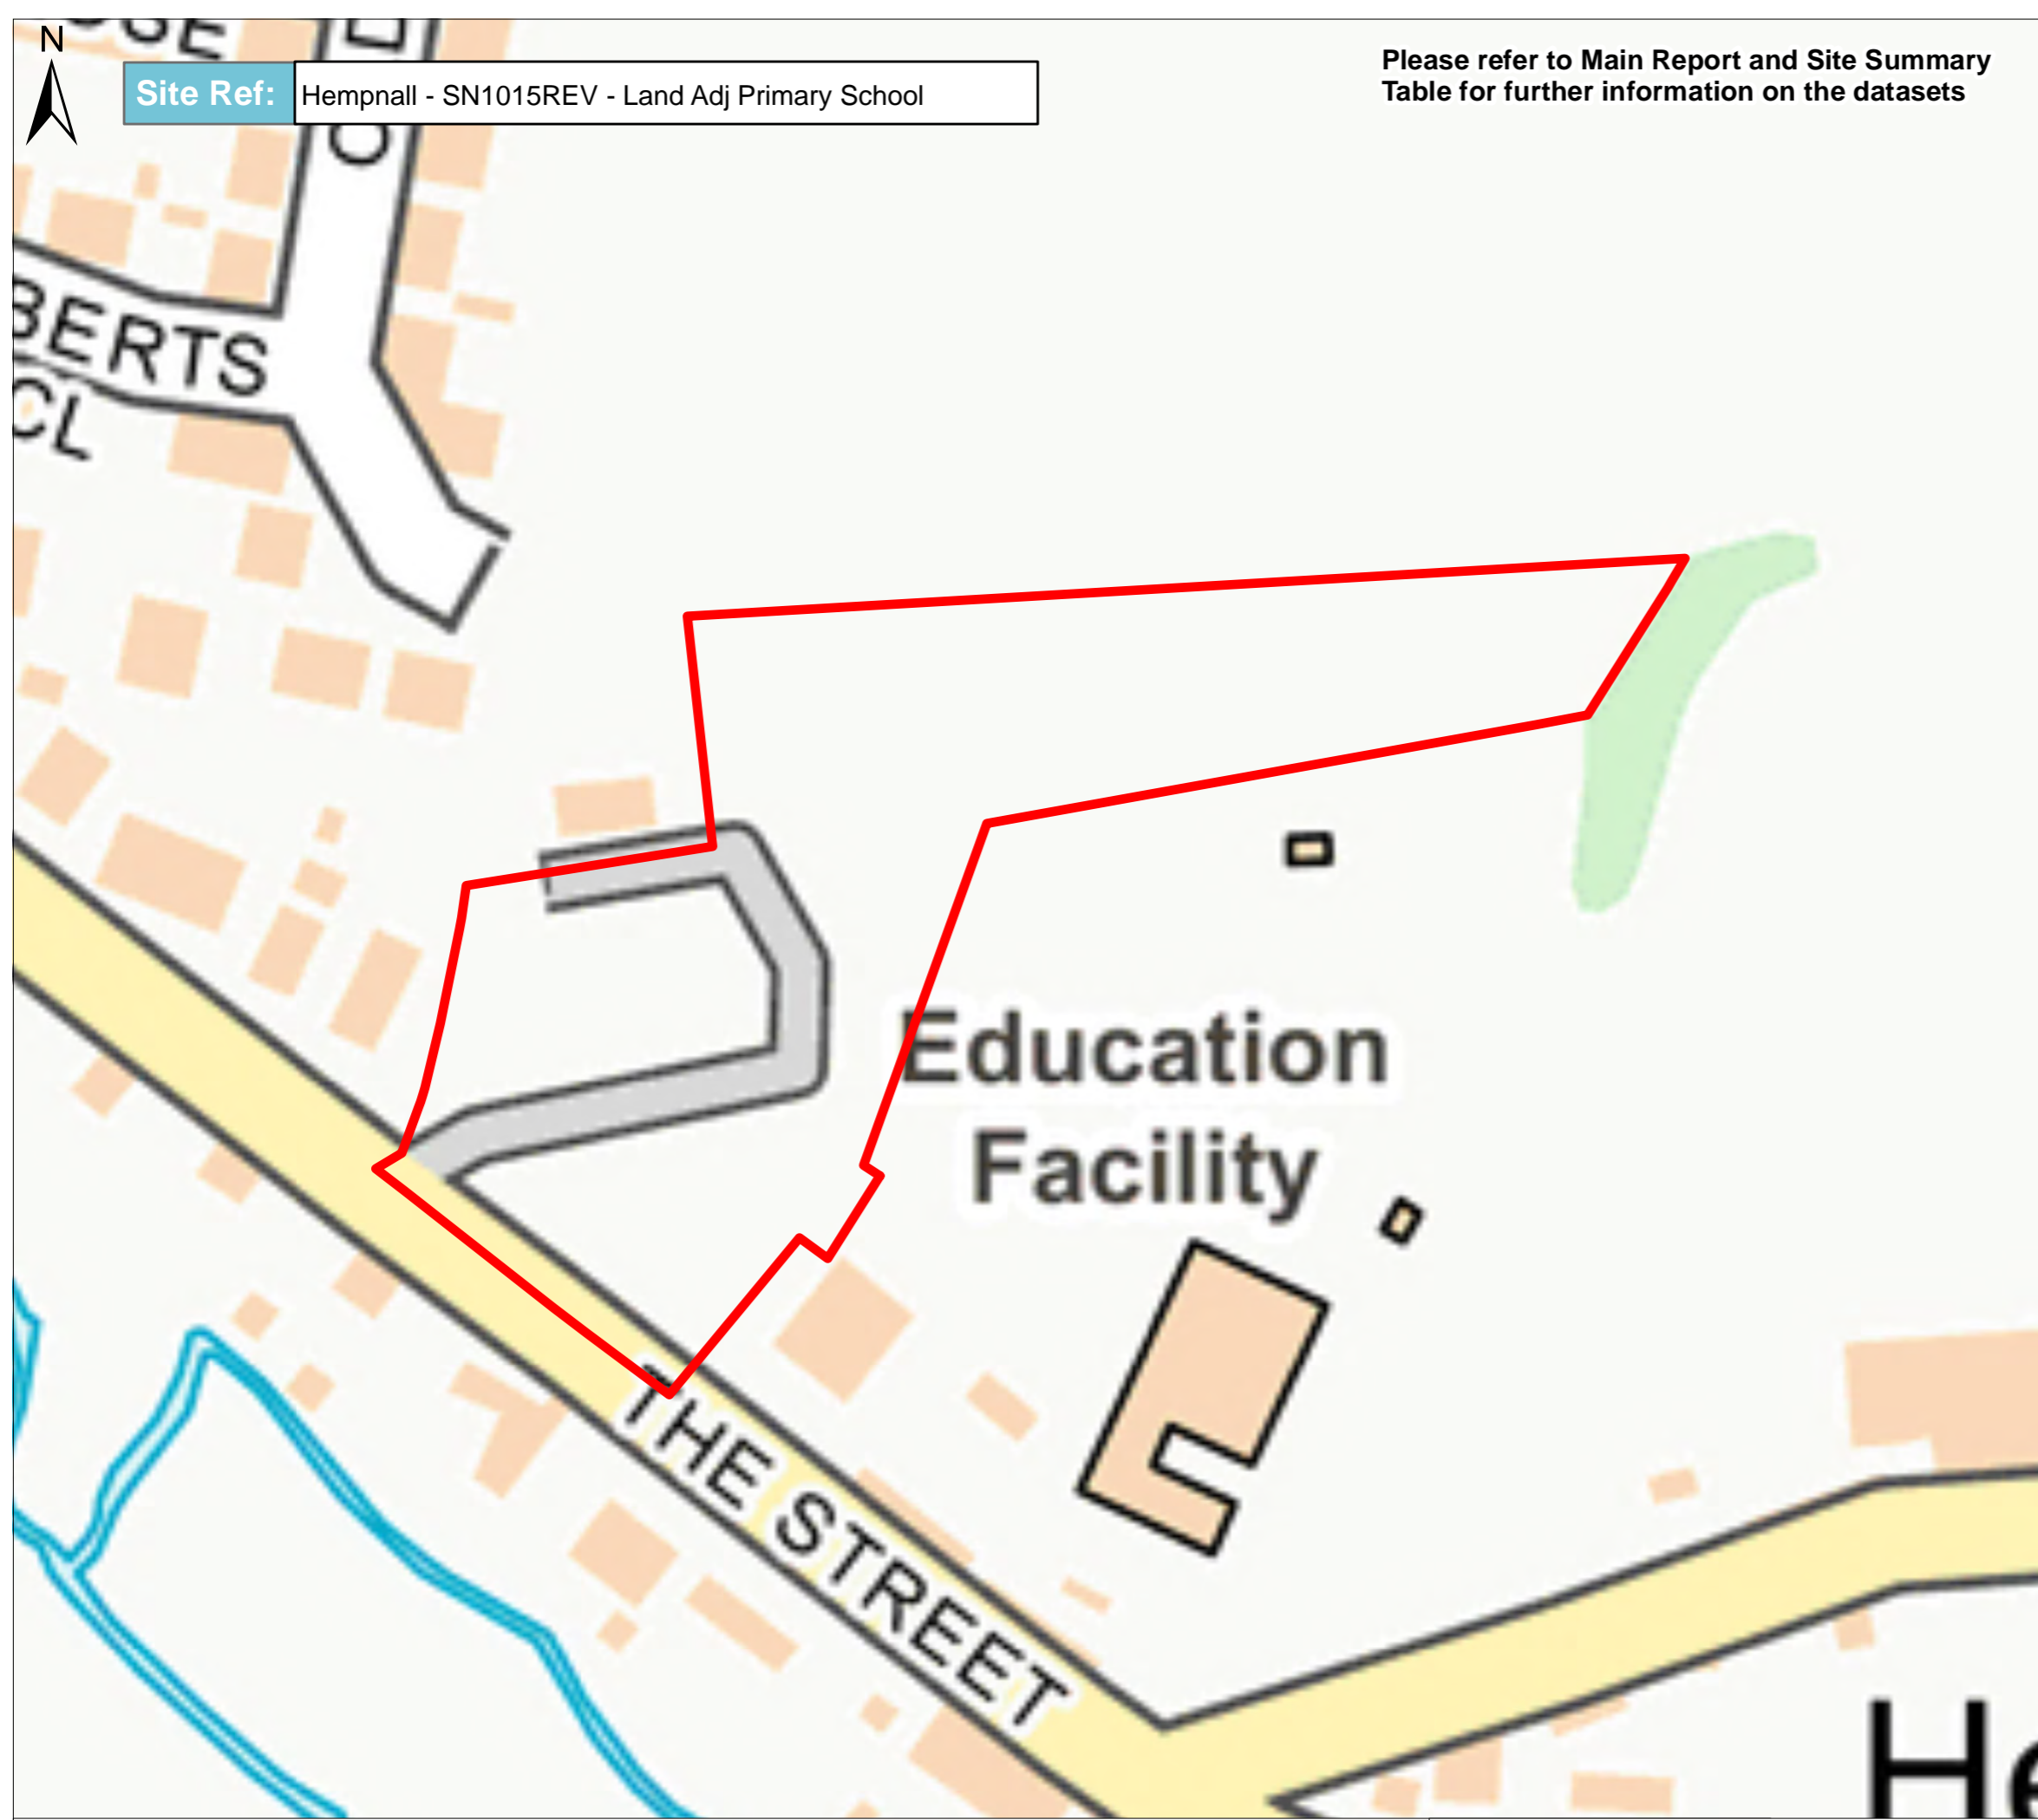 N
Site Ref: Hempnall - SN1015REV - Land Adj Primary School
Please refer to Main Report and Site Summary
Table for further information on the datasets
BERTS
CL
Education
Facility
THE STREET
He